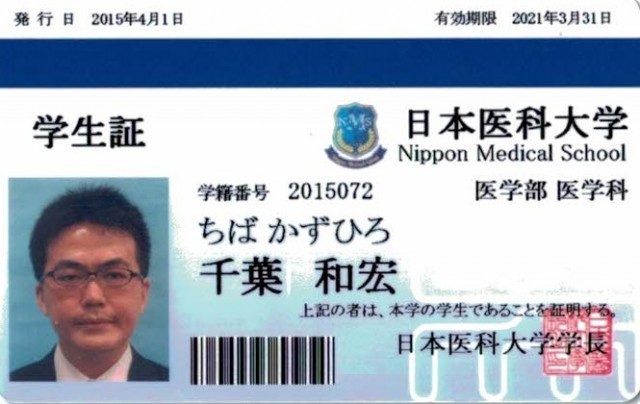 発行日 2015年4月1日 有効期限 2021年3月31日
学生証
NMS
日本医科大学
Nippon Medical School
学籍番号 2015072
医学部 医学科
ちば かずひろ
千葉 和宏
上記の者は、本学の学生であることを証明する。
日本医科大学学長